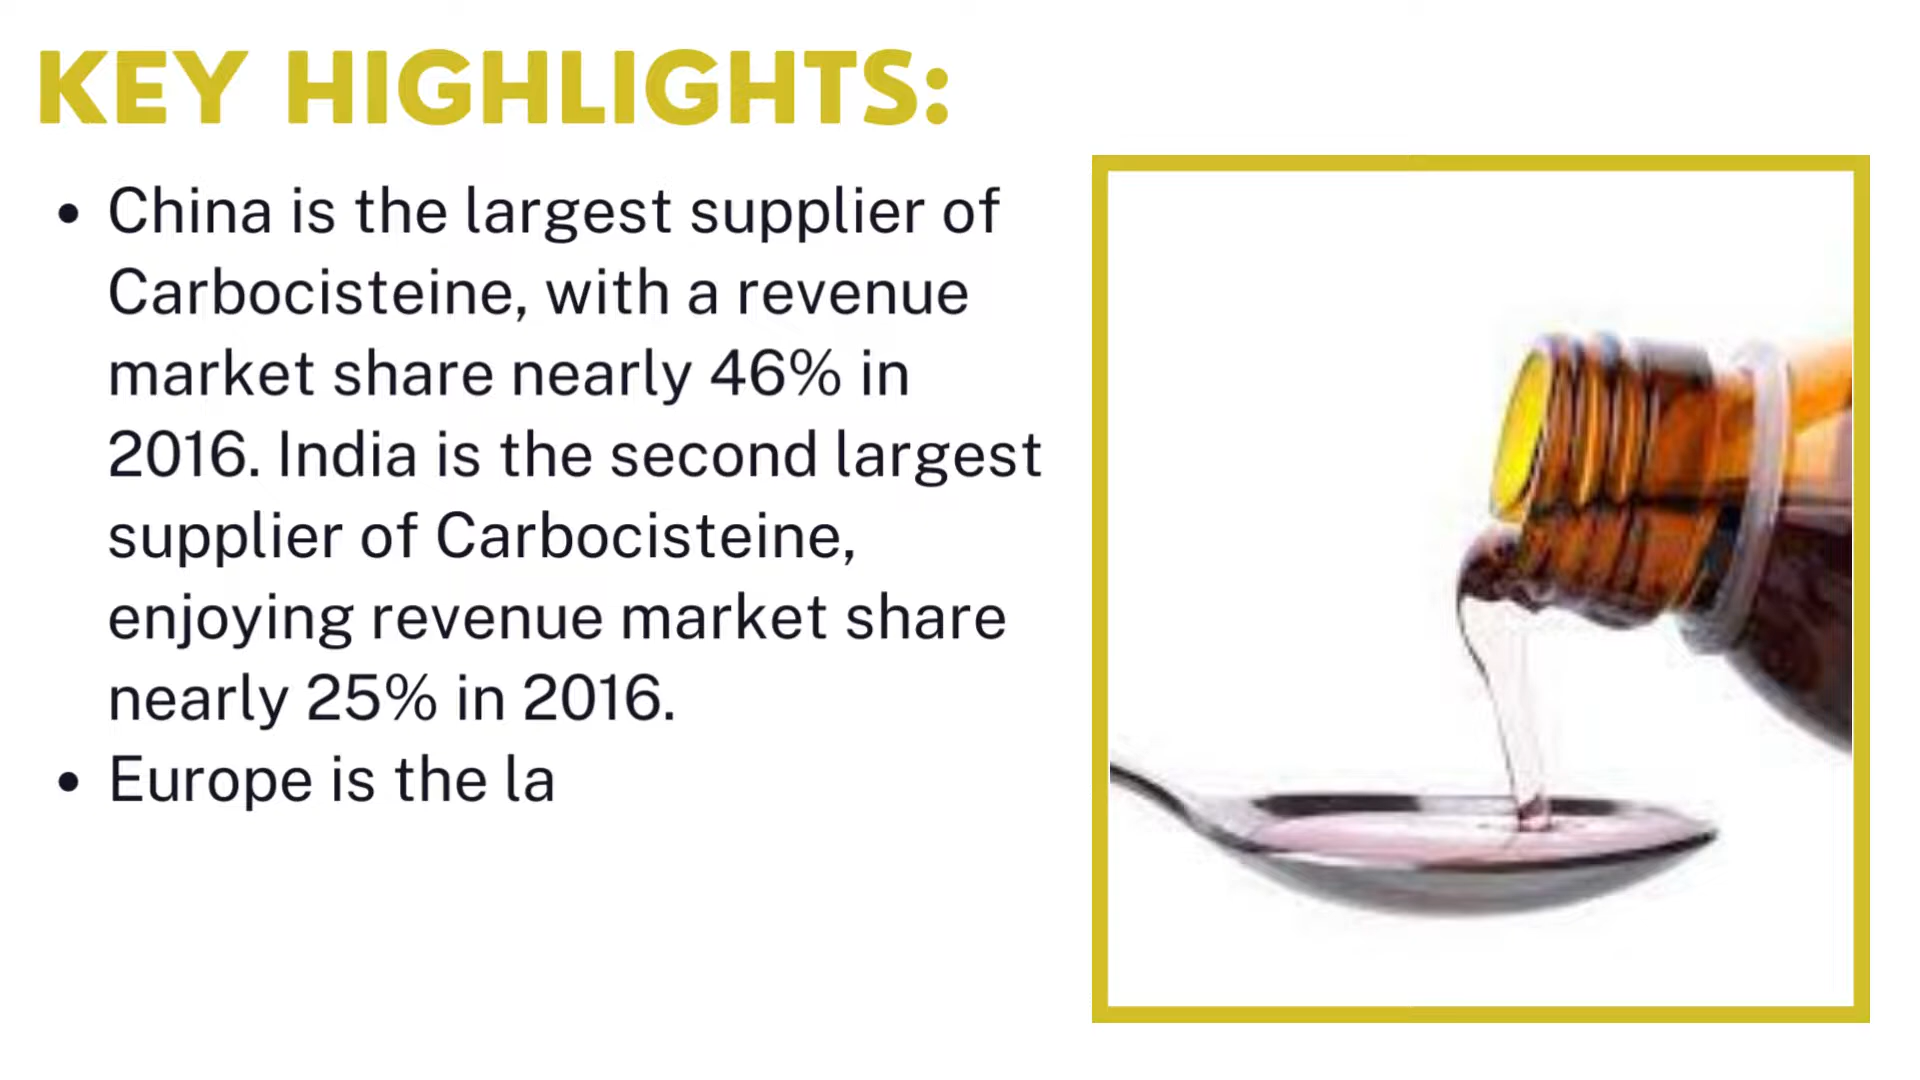 KEY HIGHLIGHTS:
• China is the largest supplier of
Carbocisteine, with a revenue
market share nearly 46% in
2016. India is the second largest
supplier of Carbocisteine,
enjoying revenue market share
nearly 25% in 2016.
• Europe is the la